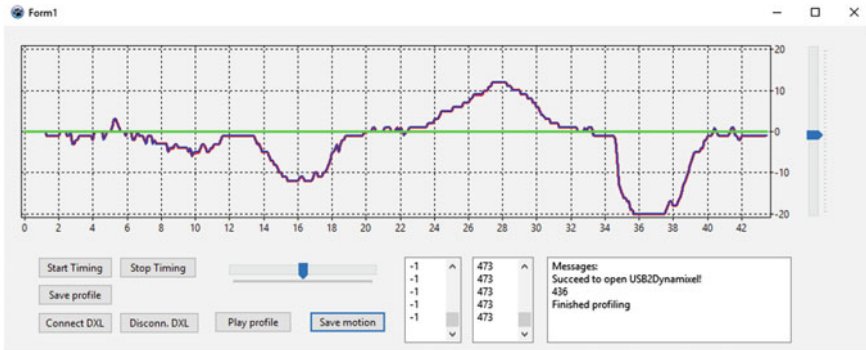 Form1
20
10
0
-10
-20
0 2 4 6 8 10 12 14 16 18 20 22 24 26 28 30 32 34 36 38 40 42
Start Timing Stop Timing
Save profile
Connect DXL Disconn. DXL Play profile Save motion
-1
-1
-1
-1
-1
473
473
473
473
473
Messages:
Succeed to open USB2Dynamixel!
436
Finished profiling